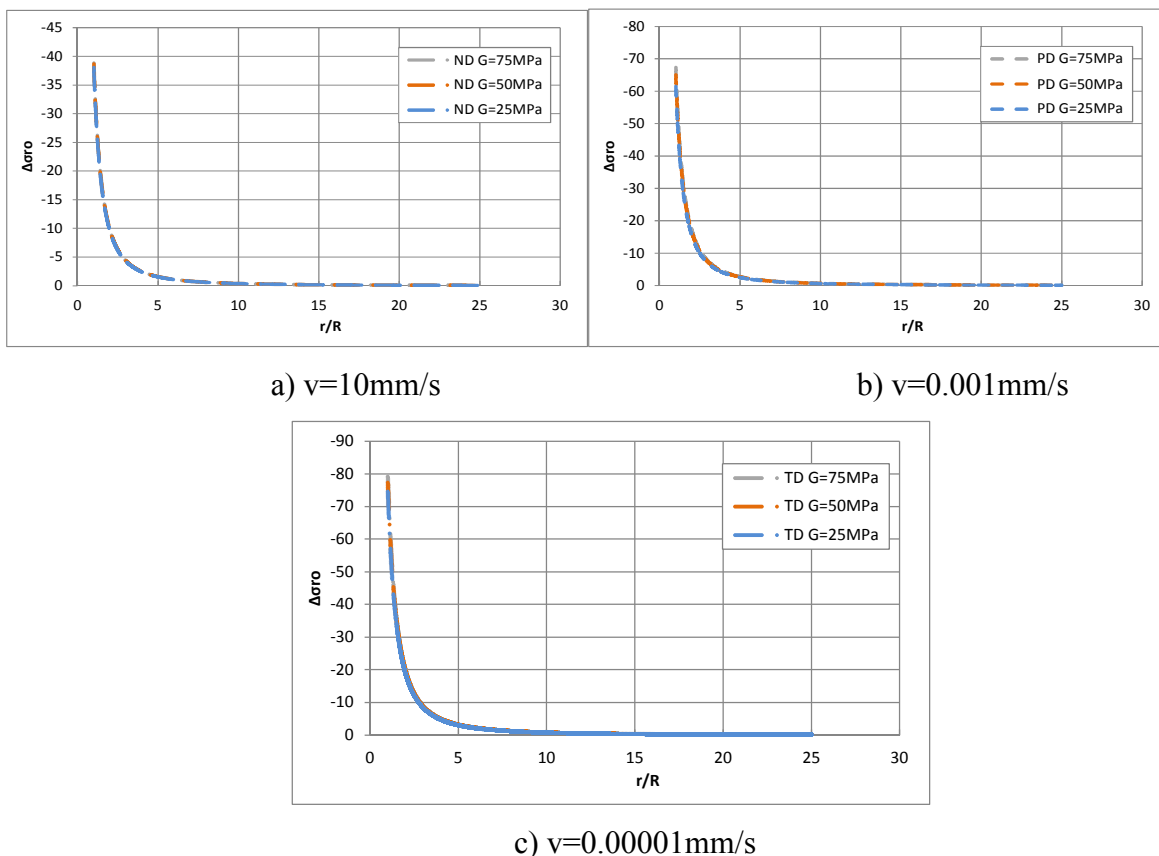 -45
-40
-35
-30
-25
-20
-15
-10
-5
0
0 5 10 15 20 25 30
Δσro
r/R
ND G=75MPa
ND G=50MPa
ND G=25MPa
a) v=10mm/s
-80
-70
-60
-50
-40
-30
-20
-10
0
0 5 10 15 20 25 30
Δσro
r/R
PD G=75MPa
PD G=50MPa
PD G=25MPa
b) v=0.001mm/s
-90
-80
-70
-60
-50
-40
-30
-20
-10
0
0 5 10 15 20 25 30
Δσro
r/R
TD G=75MPa
TD G=50MPa
TD G=25MPa
c) v=0.00001mm/s